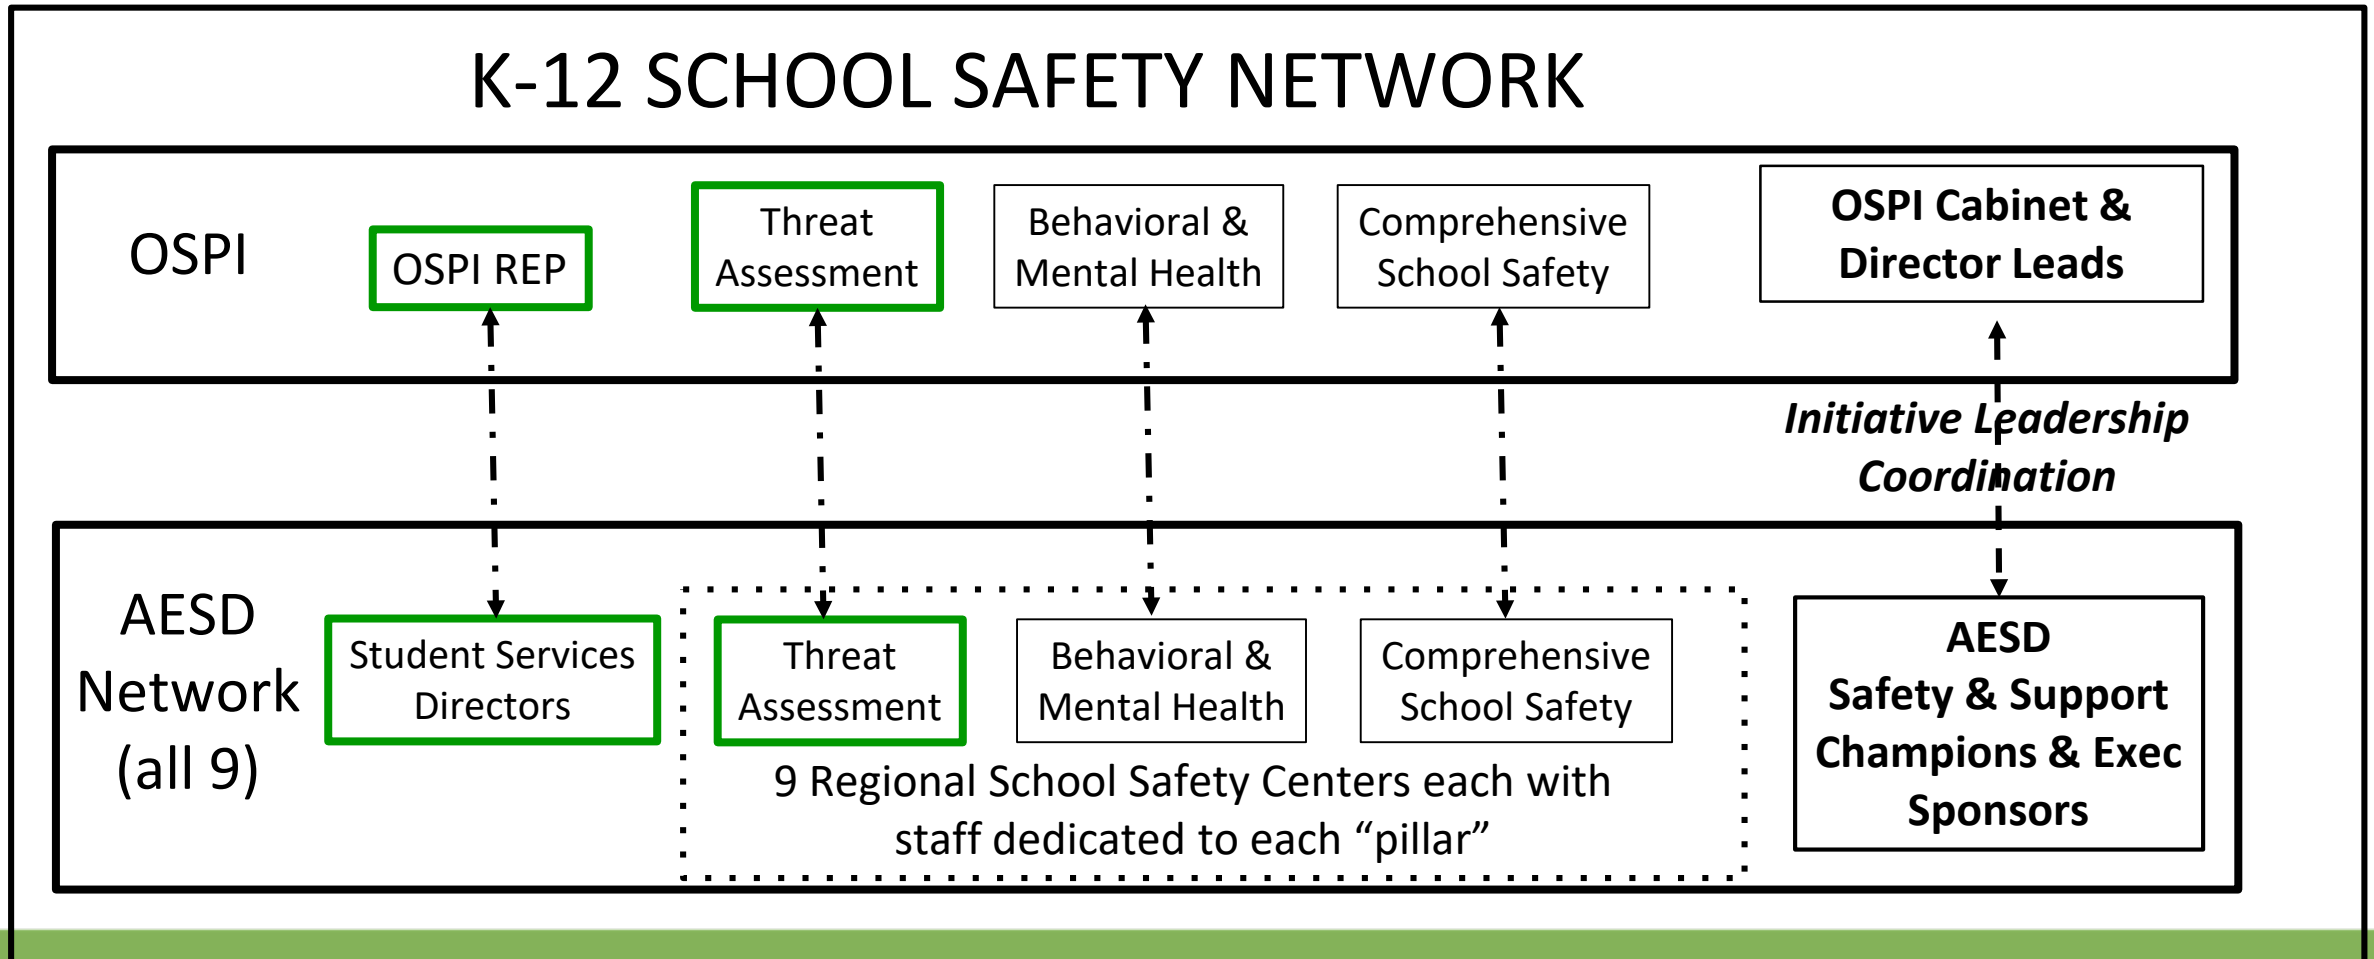 K-12 SCHOOL SAFETY NETWORK
OSPI
OSPI REP
Threat
Assessment
Behavioral &
Mental Health
Comprehensive
School Safety
OSPI Cabinet &
Director Leads
Initiative Leadership
Coordination
AESD
Network
(all 9)
Student Services
Directors
Threat
Assessment
Behavioral &
Mental Health
Comprehensive
School Safety
9 Regional School Safety Centers each with
staff dedicated to each “pillar”
AESD
Safety & Support
Champions & Exec
Sponsors